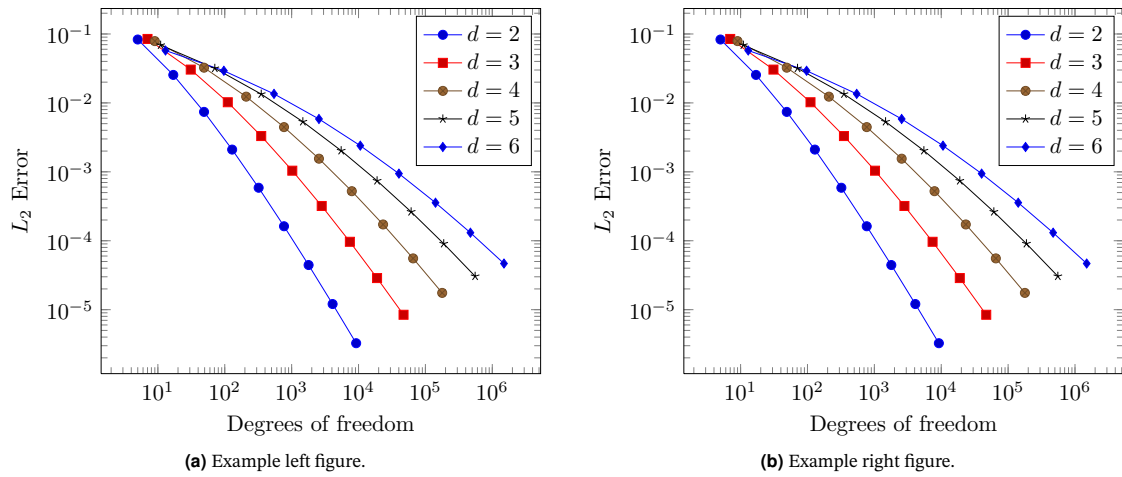 10^{-1}
10^{-2}
10^{-3}
10^{-4}
10^{-5}
L_2 Error
10^1 10^2 10^3 10^4 10^5 10^6
Degrees of freedom
d = 2
d = 3
d = 4
d = 5
d = 6
(a) Example left figure.
10^{-1}
10^{-2}
10^{-3}
10^{-4}
10^{-5}
L_2 Error
10^1 10^2 10^3 10^4 10^5 10^6
Degrees of freedom
d = 2
d = 3
d = 4
d = 5
d = 6
(b) Example right figure.